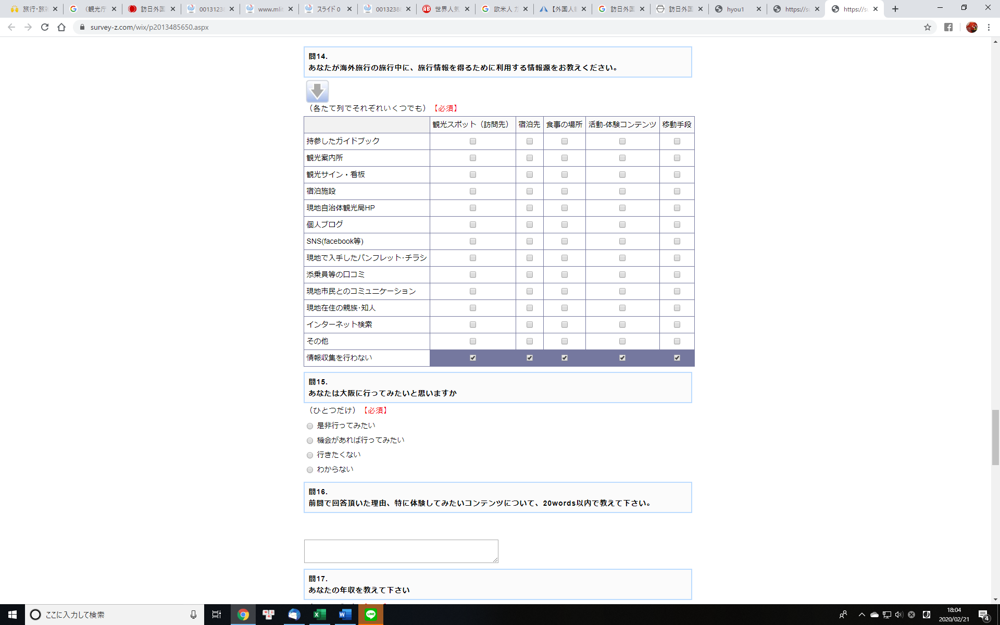 旅行･旅
（観光庁
訪日外国
0013123
www.mlit
スライド 0
0013238
世界人気
欧米人 ガ
【外国人
訪日外国
訪日外国
hyou1
https://su
https://su
survey-z.com/wix/p2013485650.aspx
問14.
あなたが海外旅行の旅行中に、旅行情報を得るために利用する情報源をお教えください。
（各たて列でそれぞれいくつでも）【必須】
観光スポット（訪問先） 宿泊先 食事の場所 活動-体験コンテンツ 移動手段
持参したガイドブック
観光案内所
観光サイン・看板
宿泊施設
現地自治体観光局HP
個人ブログ
SNS(facebook等)
現地で入手したパンフレット･チラシ
添乗員等の口コミ
現地市民とのコミュニケーション
現地在住の親族･知人
インターネット検索
その他
情報収集を行わない
問15.
あなたは大阪に行ってみたいと思いますか
（ひとつだけ）【必須】
是非行ってみたい
機会があれば行ってみたい
行きたくない
わからない
問16.
前問で回答頂いた理由、特に体験してみたいコンテンツについて、20words以内で教えて下さい。
問17.
あなたの年収を教えて下さい
ここに入力して検索
18:04
2020/02/21
4